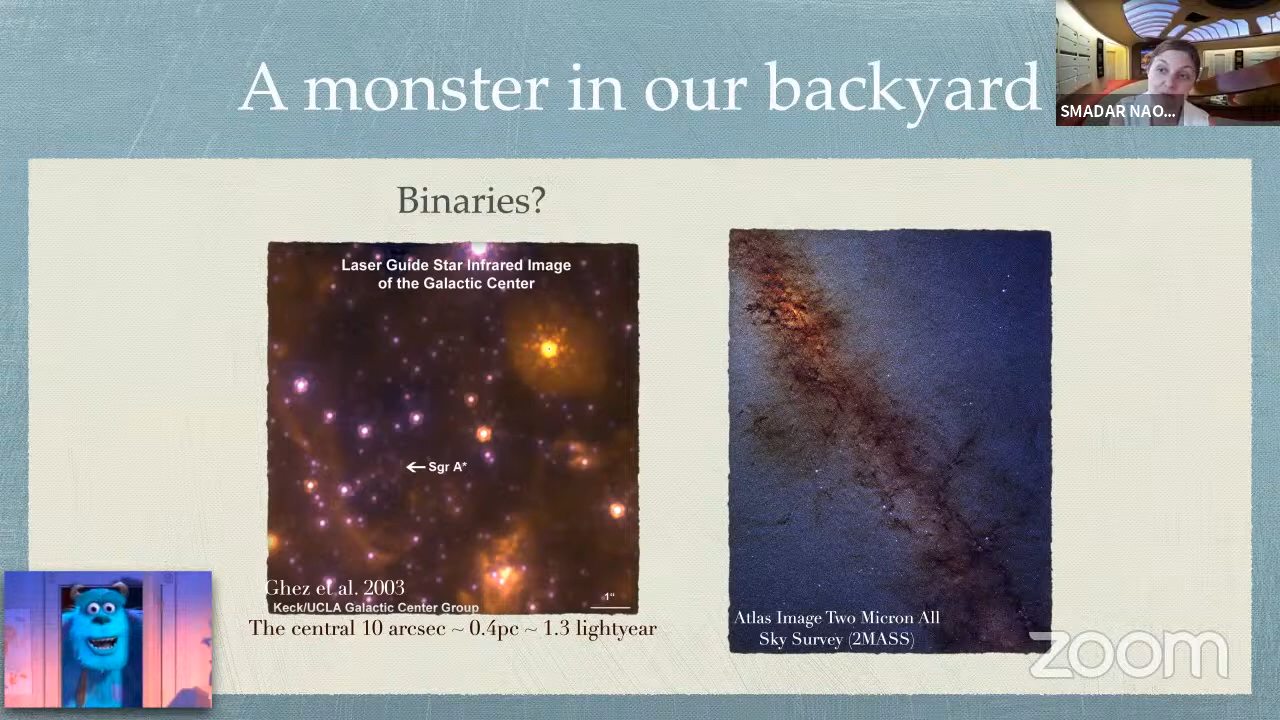 A monster in our backyard
SMADAR NAO...
Binaries?
Laser Guide Star Infrared Image
of the Galactic Center
Sgr A*
1"
Ghez et al. 2003
Keck/UCLA Galactic Center Group
The central 10 arcsec ~ 0.4pc ~ 1.3 lightyear
Atlas Image Two Micron All
Sky Survey (2MASS)
zoom